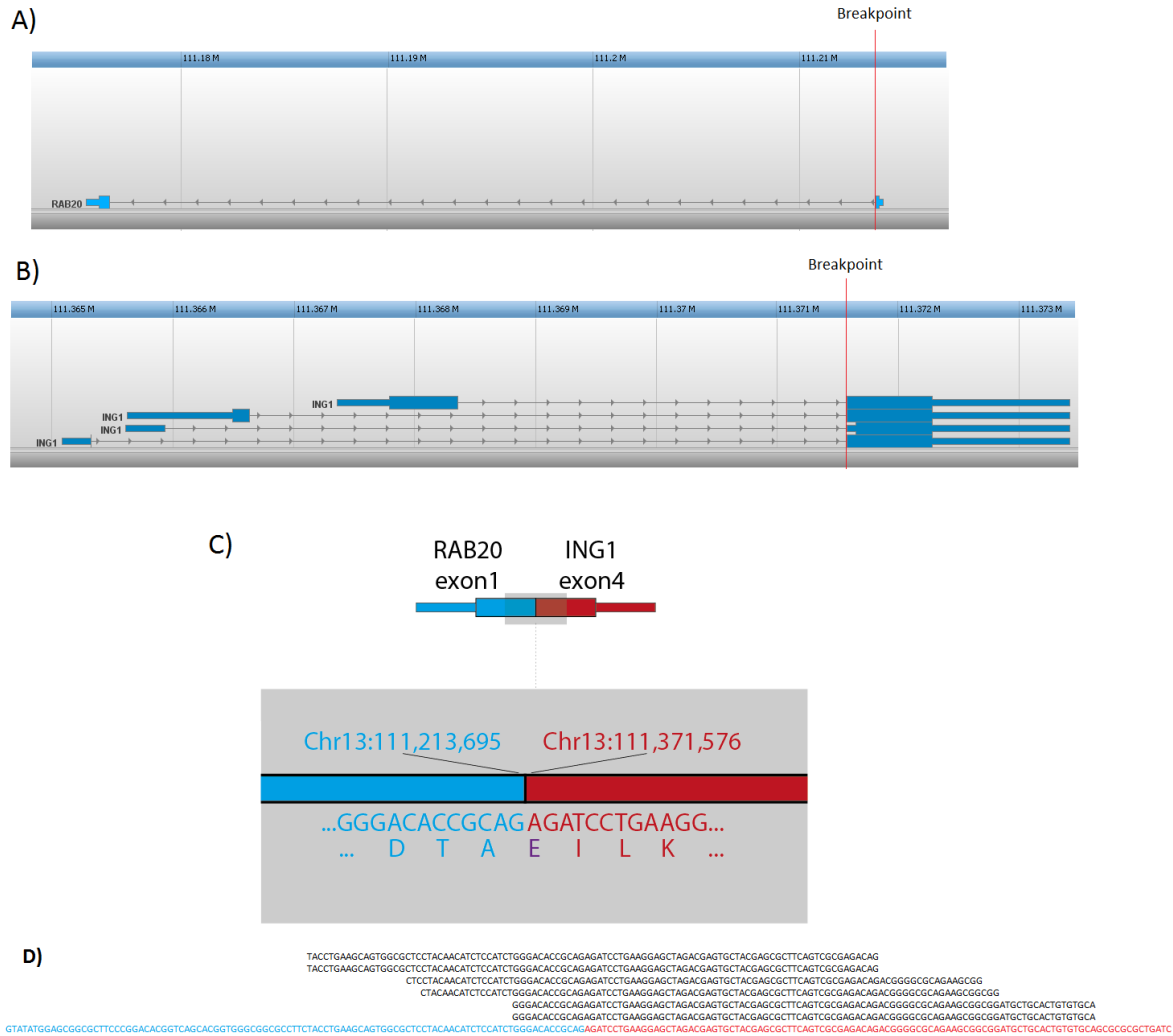 A)
Breakpoint
111.18 M 111.19 M 111.2 M 111.21 M
RAB20
B)
Breakpoint
111.365 M 111.366 M 111.367 M 111.368 M 111.369 M 111.37 M 111.371 M 111.372 M 111.373 M
ING1
ING1
ING1
ING1
C)
RAB20 ING1
exon1 exon4
Chr13:111,213,695 Chr13:111,371,576
...GGGACACCGCAG AGATCCTGAAGG...
... D T A E I L K ...
D)
TACCTGAAGCAGTGGCGCTCCTACAACATCTCCATCTGGGACACCGCAGAGATCCTGAAGGAGCTAGACGAGTGCTACGAGCGCTTCAGTCGCGAGACAG
TACCTGAAGCAGTGGCGCTCCTACAACATCTCCATCTGGGACACCGCAGAGATCCTGAAGGAGCTAGACGAGTGCTACGAGCGCTTCAGTCGCGAGACAG
CTCCTACAACATCTCCATCTGGGACACCGCAGAGATCCTGAAGGAGCTAGACGAGTGCTACGAGCGCTTCAGTCGCGAGACAGACGGGGCGCAGAAGCGG
CTACAACATCTCCATCTGGGACACCGCAGAGATCCTGAAGGAGCTAGACGAGTGCTACGAGCGCTTCAGTCGCGAGACAGACGGGGCGCAGAAGCGGCGG
GGGACACCGCAGAGATCCTGAAGGAGCTAGACGAGTGCTACGAGCGCTTCAGTCGCGAGACAGACGGGGCGCAGAAGCGGCGGATGCTGCACTGTGTGCA
GGGACACCGCAGAGATCCTGAAGGAGCTAGACGAGTGCTACGAGCGCTTCAGTCGCGAGACAGACGGGGCGCAGAAGCGGCGGATGCTGCACTGTGTGCA
GTATATGGAGCGGCGCTTCCCGGACACGGTCAGCACGGTGGGCGGCGCCTTCTACCTGAAGCAGTGGCGCTCCTACAACATCTCCATCTGGGACACCGCAGAGATCCTGAAGGAGCTAGACGAGTGCTACGAGCGCTTCAGTCGCGAGACAGACGGGGCGCAGAAGCGGCGGATGCTGCACTGTGTGCAGCGCGCGCTGATC